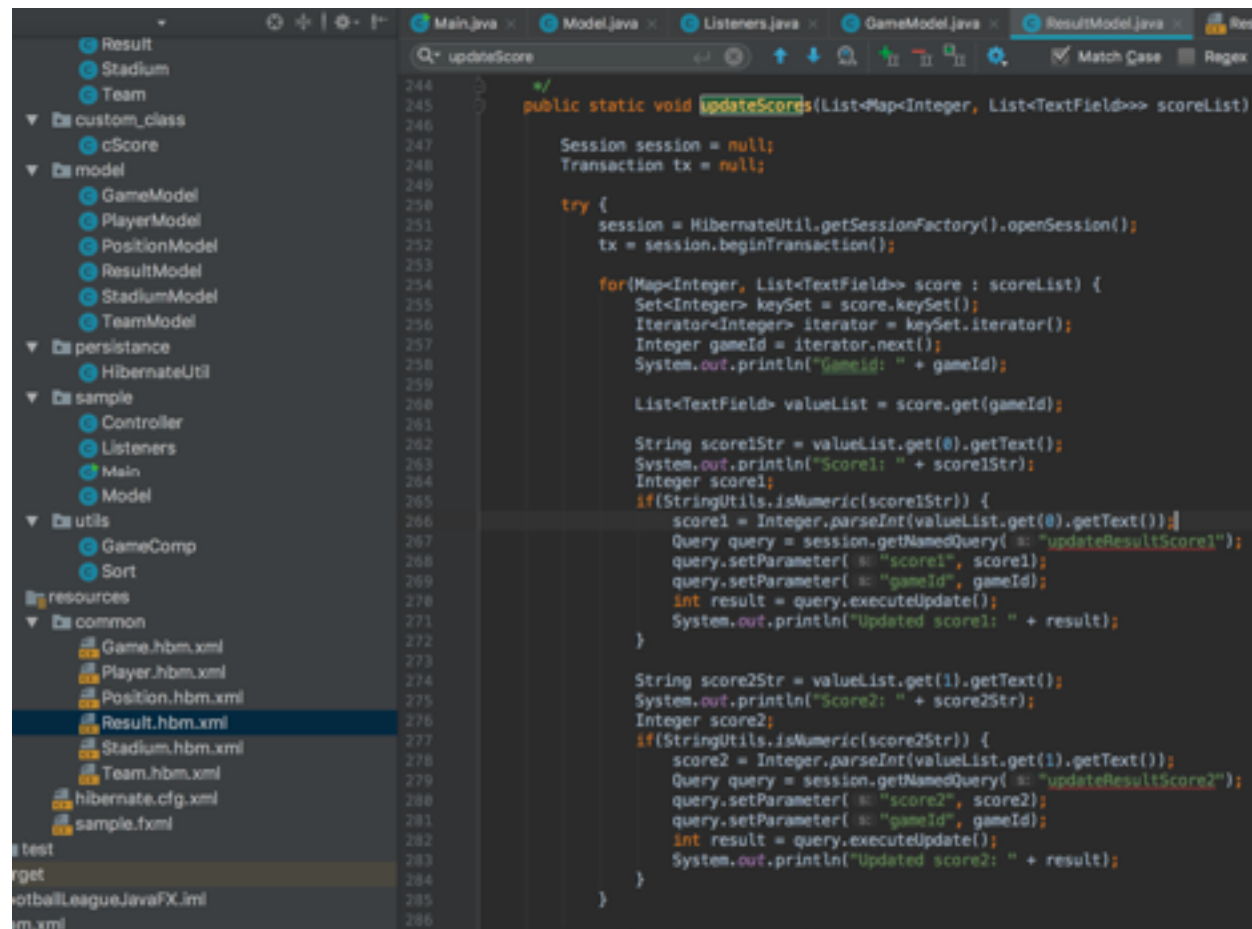 Result
Stadium
Team
custom_class
cScore
model
GameModel
PlayerModel
PositionModel
ResultModel
StadiumModel
TeamModel
persistance
HibernateUtil
sample
Controller
Listeners
Main
Model
utils
GameComp
Sort
resources
common
Game.hbm.xml
Player.hbm.xml
Position.hbm.xml
Result.hbm.xml
Stadium.hbm.xml
Team.hbm.xml
hibernate.cfg.xml
sample.fxml
test
rget
otballLeagueJavaFX.iml
om.xml
Main.java Model.java Listeners.java GameModel.java ResultModel.java Res
updateScore Match Case Regex
244 */
245 public static void updateScores(List<Map<Integer, List<TextField>>> scoreList)
246
247 Session session = null;
248 Transaction tx = null;
249
250 try {
251 session = HibernateUtil.getSessionFactory().openSession();
252 tx = session.beginTransaction();
253
254 for(Map<Integer, List<TextField>> score : scoreList) {
255 Set<Integer> keySet = score.keySet();
256 Iterator<Integer> iterator = keySet.iterator();
257 Integer gameId = iterator.next();
258 System.out.println("Gameid: " + gameId);
259
260 List<TextField> valueList = score.get(gameId);
261
262 String score1Str = valueList.get(0).getText();
263 System.out.println("Score1: " + score1Str);
264 Integer score1;
265 if(StringUtils.isNumeric(score1Str)) {
266 score1 = Integer.parseInt(valueList.get(0).getText());
267 Query query = session.getNamedQuery( s: "updateResultScore1");
268 query.setParameter( s: "score1", score1);
269 query.setParameter( s: "gameId", gameId);
270 int result = query.executeUpdate();
271 System.out.println("Updated score1: " + result);
272 }
273
274 String score2Str = valueList.get(1).getText();
275 System.out.println("Score2: " + score2Str);
276 Integer score2;
277 if(StringUtils.isNumeric(score2Str)) {
278 score2 = Integer.parseInt(valueList.get(1).getText());
279 Query query = session.getNamedQuery( s: "updateResultScore2");
280 query.setParameter( s: "score2", score2);
281 query.setParameter( s: "gameId", gameId);
282 int result = query.executeUpdate();
283 System.out.println("Updated score2: " + result);
284 }
285 }
286